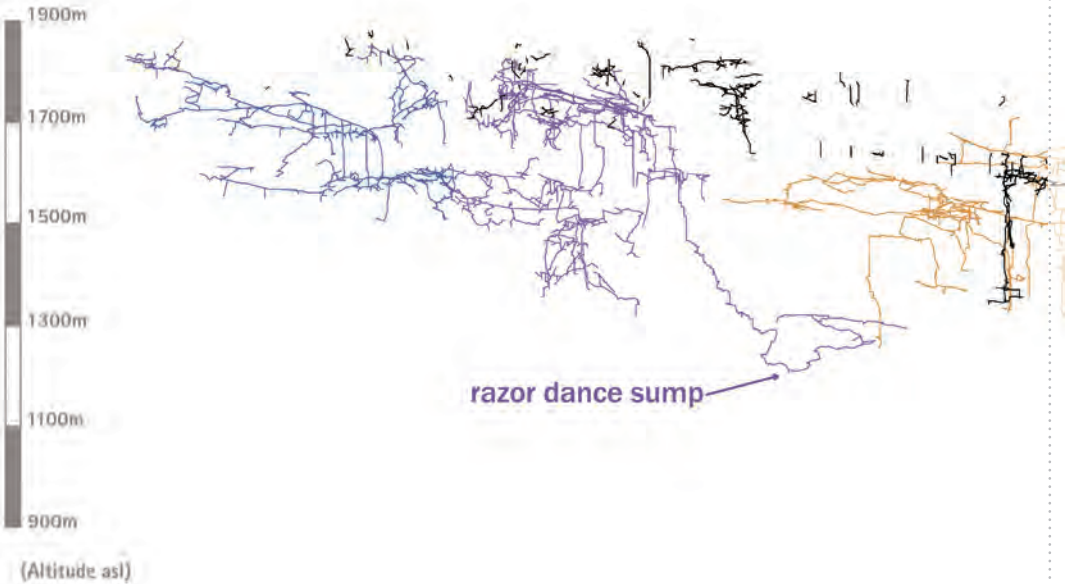 1900m
1700m
1500m
1300m
razor dance sump
1100m
900m
(Altitude asl)